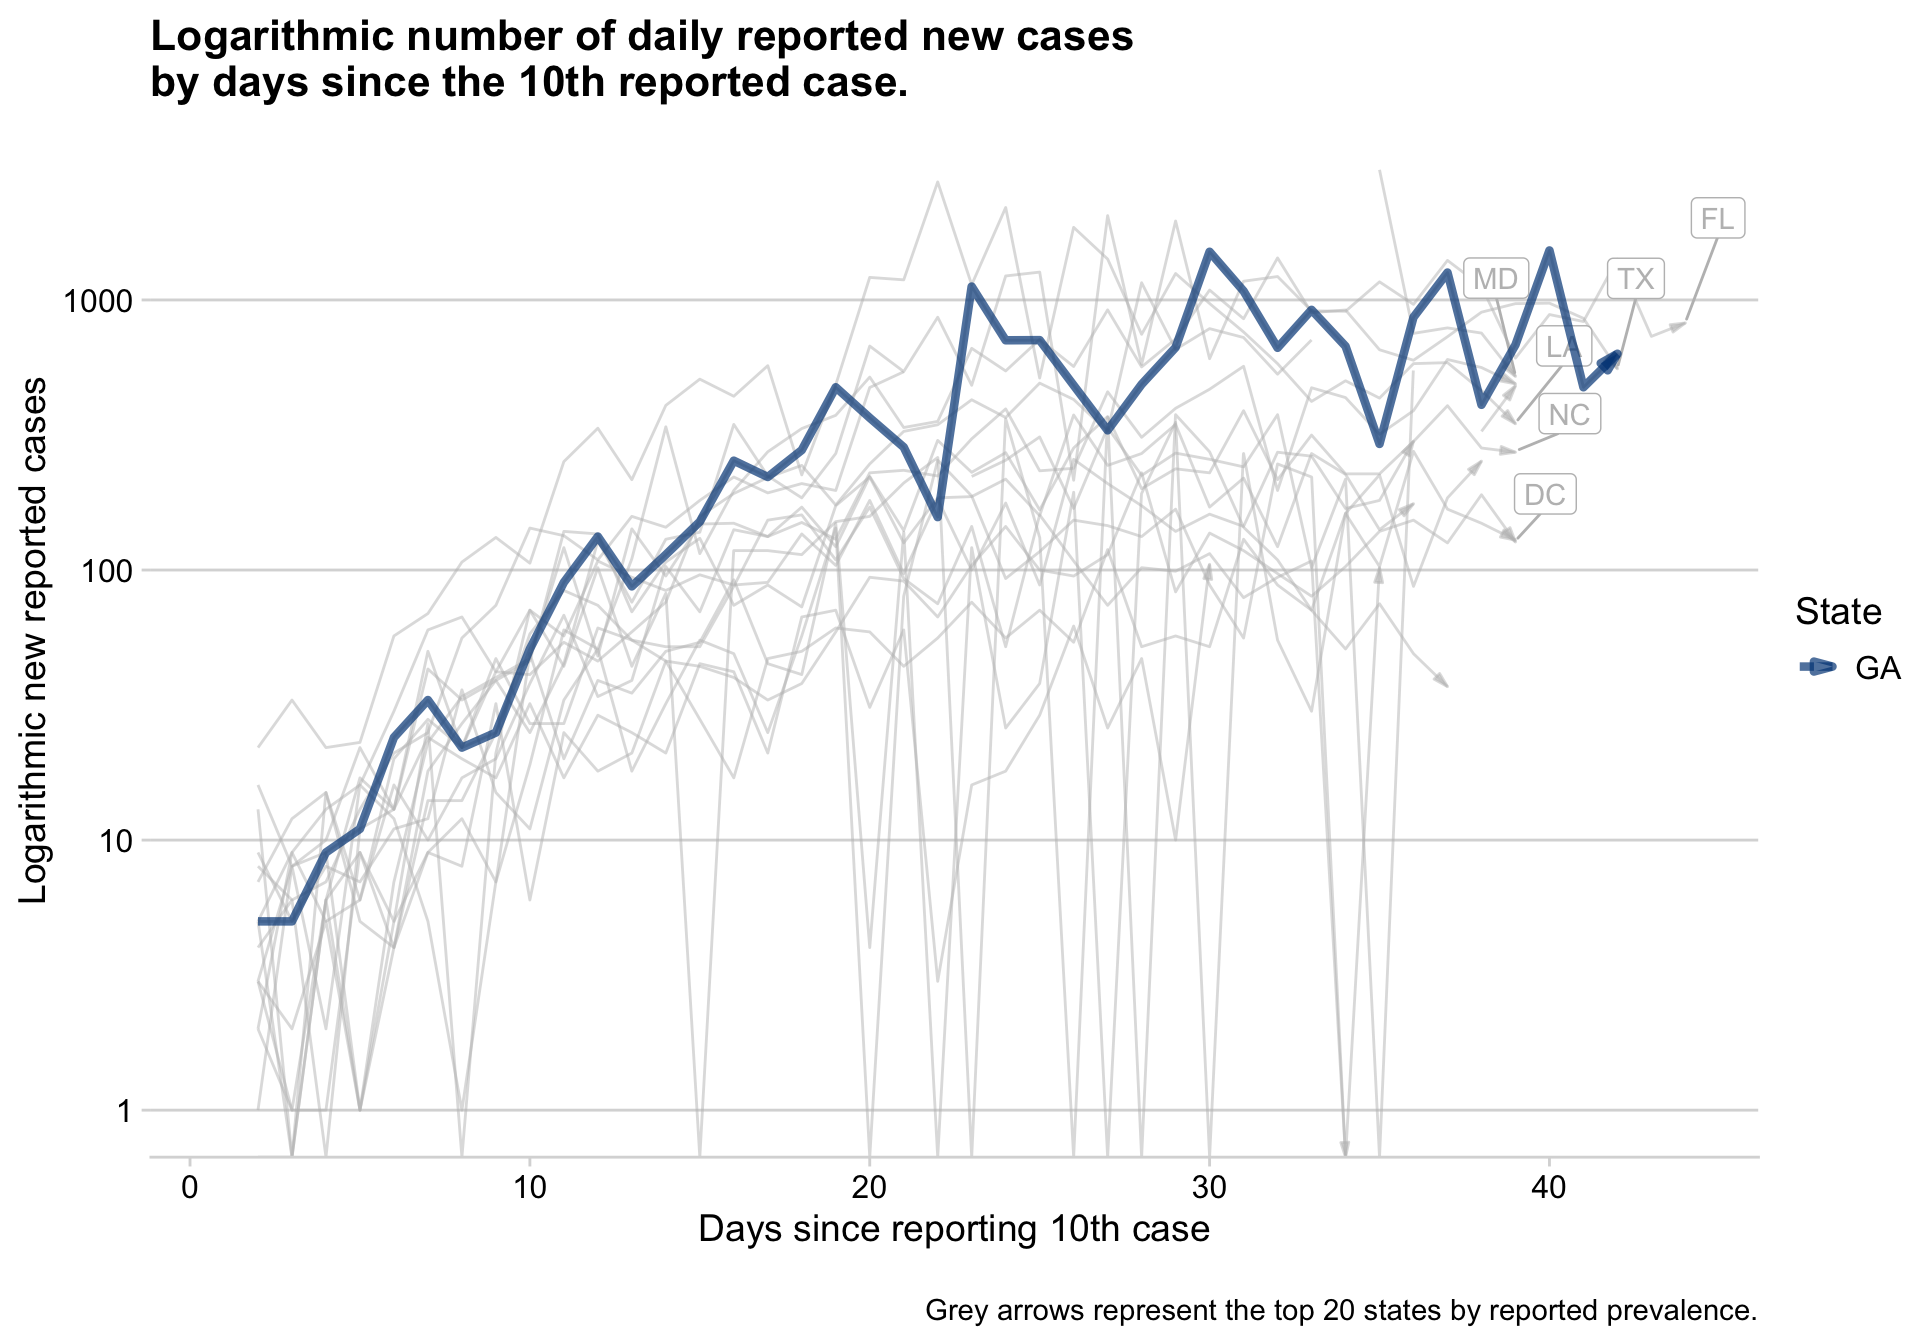 Logarithmic number of daily reported new cases
by days since the 10th reported case.
Logarithmic new reported cases
1000
100
10
1
FL
MD
TX
LA
NC
DC
State
GA
0
10
20
30
40
Days since reporting 10th case
Grey arrows represent the top 20 states by reported prevalence.